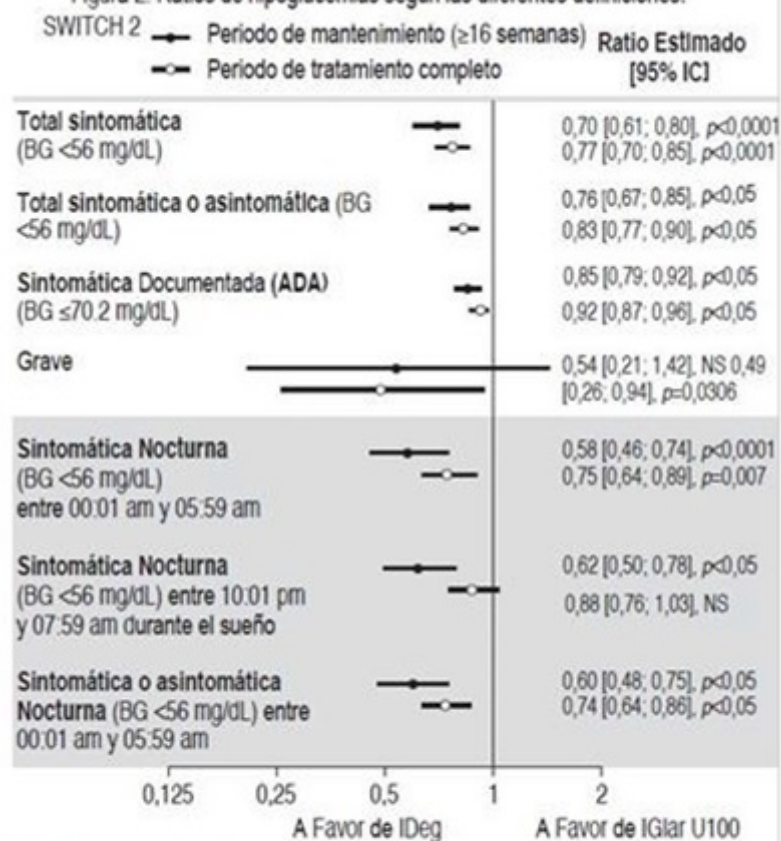 Figura 2. Ratios de hipoglucemias según las diferentes definiciones.
SWITCH 2
Periodo de mantenimiento (≥16 semanas)
Periodo de tratamiento completo
Ratio Estimado
[95% IC]
Total sintomática
(BG <56 mg/dL)
0,70 [0,61; 0,80], p<0,0001
0,77 [0,70; 0,85], p<0,0001
Total sintomática o asintomática (BG
<56 mg/dL)
0,76 [0,67; 0,85], p<0,05
0,83 [0,77; 0,90], p<0,05
Sintomática Documentada (ADA)
(BG ≤70.2 mg/dL)
0,85 [0,79; 0,92], p<0,05
0,92 [0,87; 0,96], p<0,05
Grave
0,54 [0,21; 1,42], NS 0,49
[0,26; 0,94], p=0,0306
Sintomática Nocturna
(BG <56 mg/dL)
entre 00:01 am y 05:59 am
0,58 [0,46; 0,74], p<0,0001
0,75 [0,64; 0,89], p=0,007
Sintomática Nocturna
(BG <56 mg/dL) entre 10:01 pm
y 07:59 am durante el sueño
0,62 [0,50; 0,78], p<0,05
0,88 [0,76; 1,03], NS
Sintomática o asintomática
Nocturna (BG <56 mg/dL) entre
00:01 am y 05:59 am
0,60 [0,48; 0,75], p<0,05
0,74 [0,64; 0,86], p<0,05
0,125 0,25 0,5 1 2
A Favor de IDeg A Favor de IGlar U100